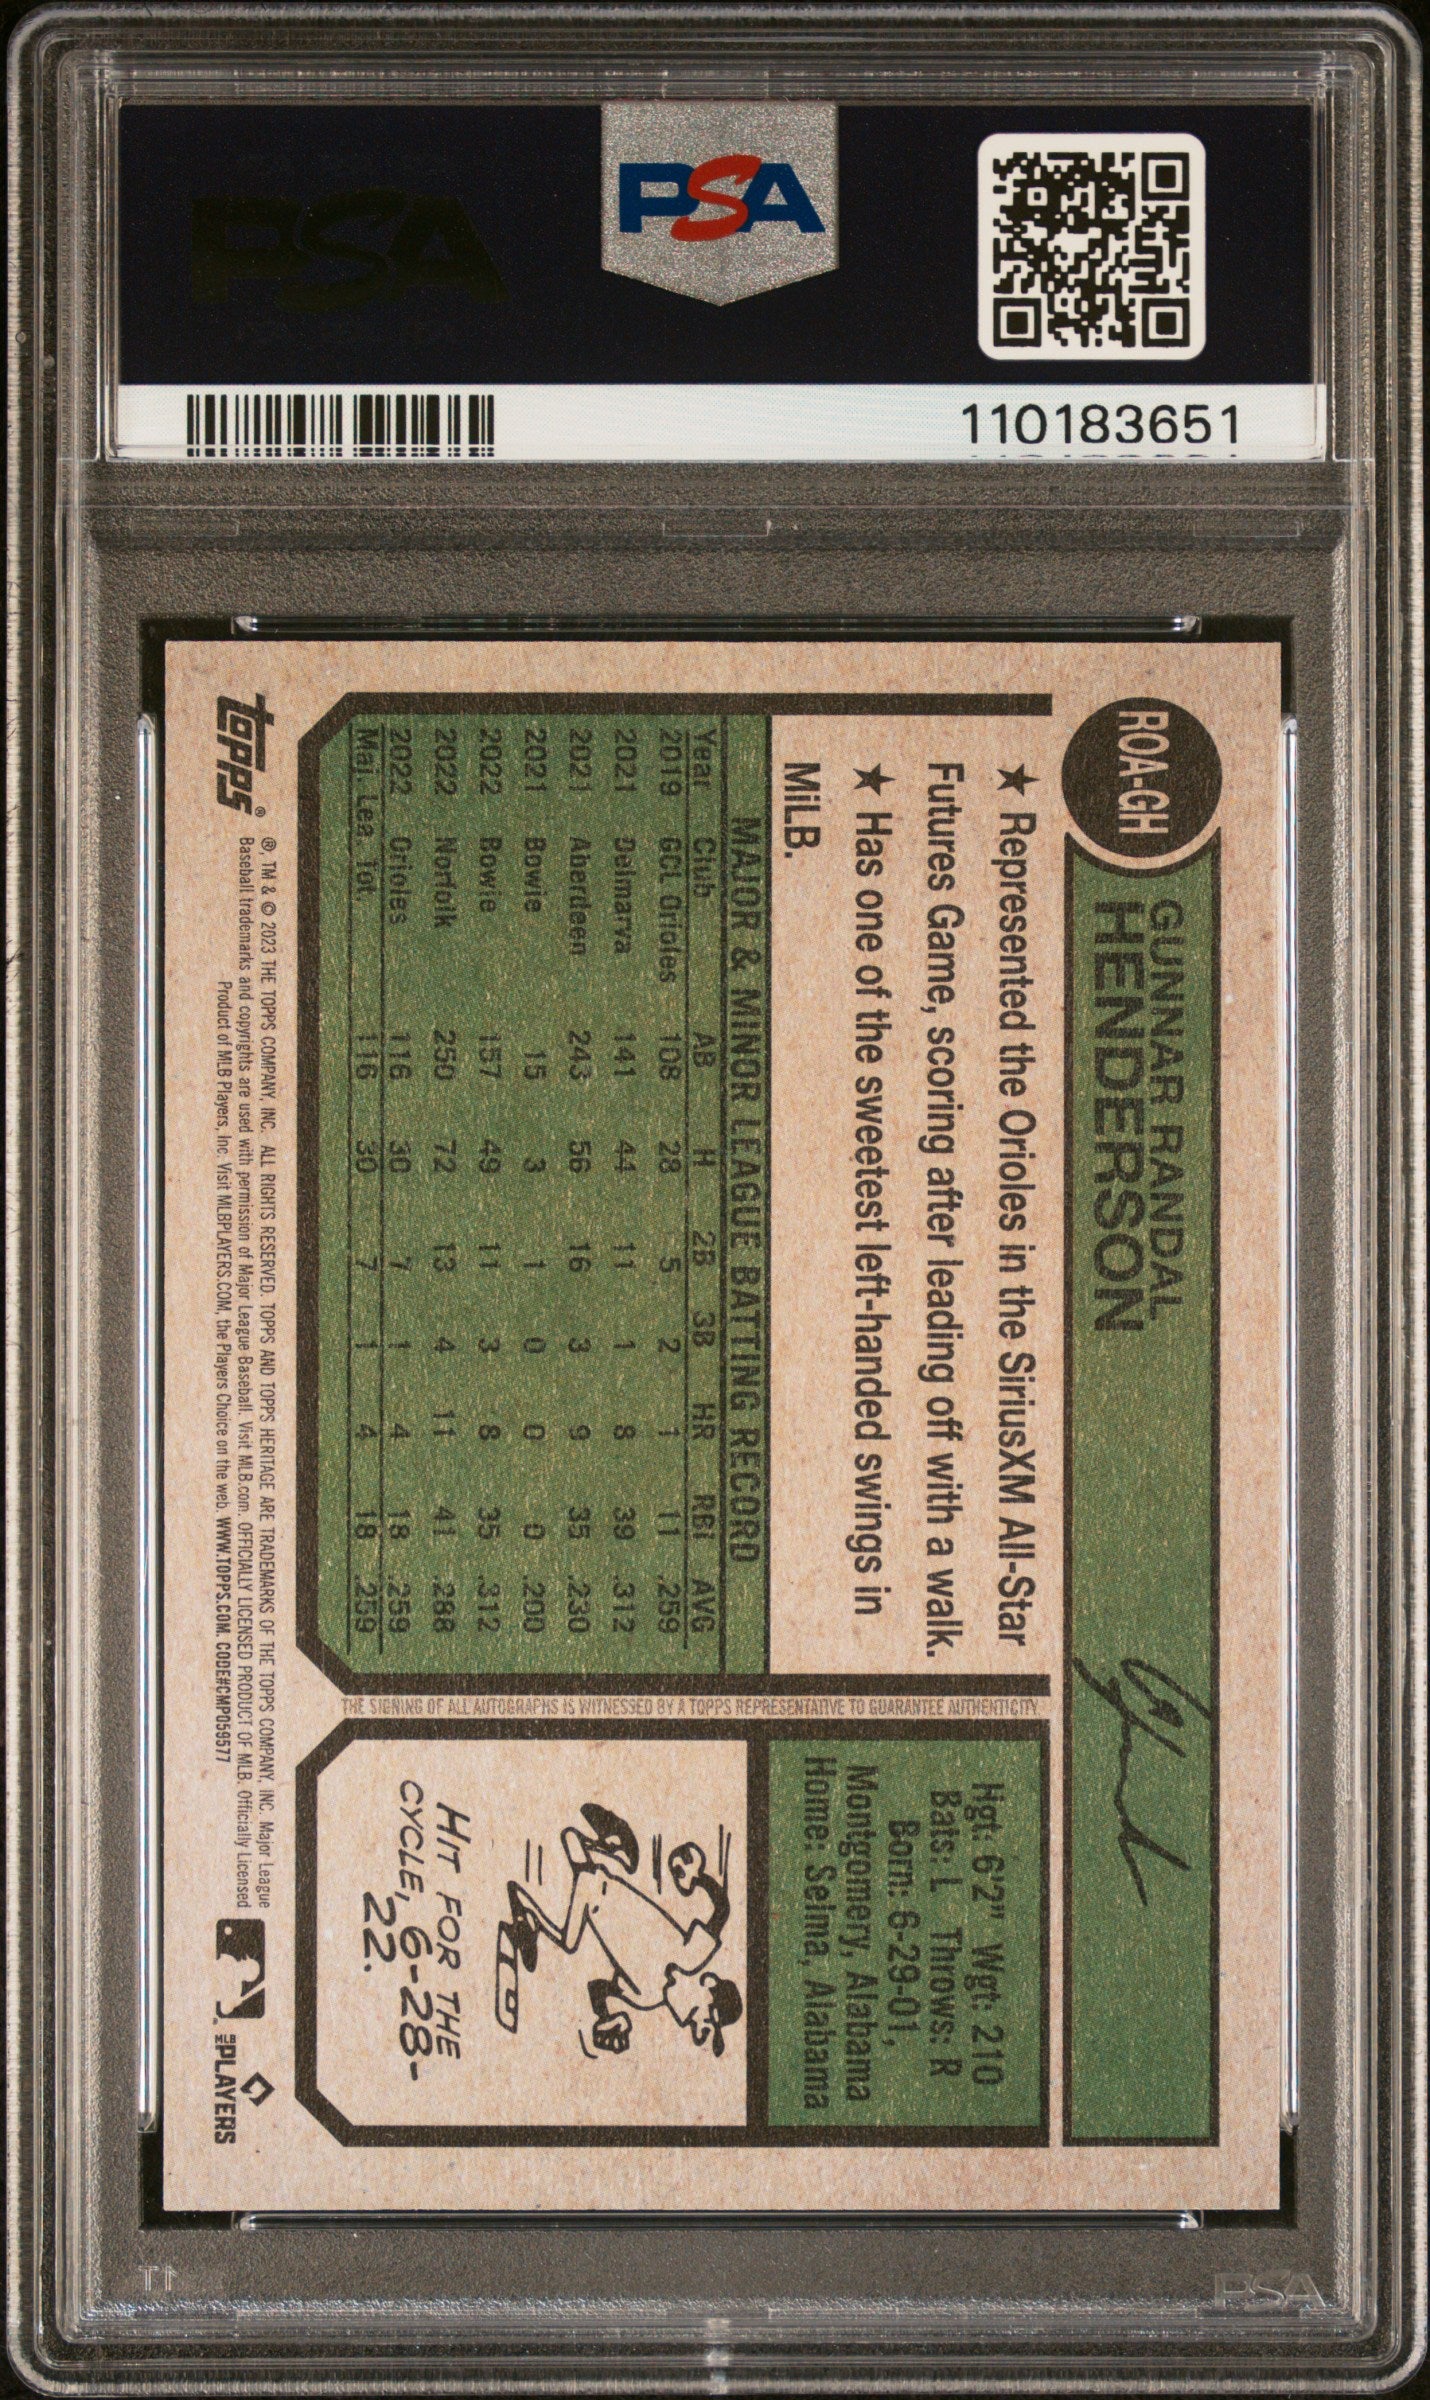 PSA
PSA
110183651
ROA-GH
GUNNAR RANDAL
HENDERSON
★ Represented the Orioles in the SiriusXM All-Star
Futures Game, scoring after leading off with a walk.
★ Has one of the sweetest left-handed swings in
MiLB.
MAJOR & MINOR LEAGUE BATTING RECORD
Year Club AB H 2B 3B HR RBI AVG
2019 GCL Orioles 108 28 5 2 1 11 .259
2021 Delmarva 141 44 11 1 8 39 .312
2021 Aberdeen 243 56 16 3 9 35 .230
2021 Bowie 15 3 1 0 0 0 .200
2022 Bowie 157 49 11 3 8 35 .312
2022 Norfolk 250 72 13 4 11 41 .288
2022 Orioles 116 30 7 1 4 18 .259
Maj. Lea. Tot. 116 30 7 1 4 18 .259
THE SIGNING OF ALL AUTOGRAPHS IS WITNESSED BY A TOPPS REPRESENTATIVE TO GUARANTEE AUTHENTICITY
Hgt: 6'2" Wgt: 210
Bats: L Throws: R
Born: 6-29-01,
Montgomery, Alabama
Home: Selma, Alabama
HIT FOR THE
CYCLE, 6-28-
22.
topps®
®, TM & © 2023 THE TOPPS COMPANY, INC. ALL RIGHTS RESERVED. TOPPS AND TOPPS HERITAGE ARE TRADEMARKS OF THE TOPPS COMPANY, INC. Major League
Baseball trademarks and copyrights are used with permission of Major League Baseball. Visit MLB.com. OFFICIALLY LICENSED PRODUCT OF MLB. Officially Licensed
Product of MLB Players, Inc. Visit MLBPLAYERS.COM, the Players Choice on the web. WWW.TOPPS.COM. CODE#CMP059577
MLB PLAYERS
PSA